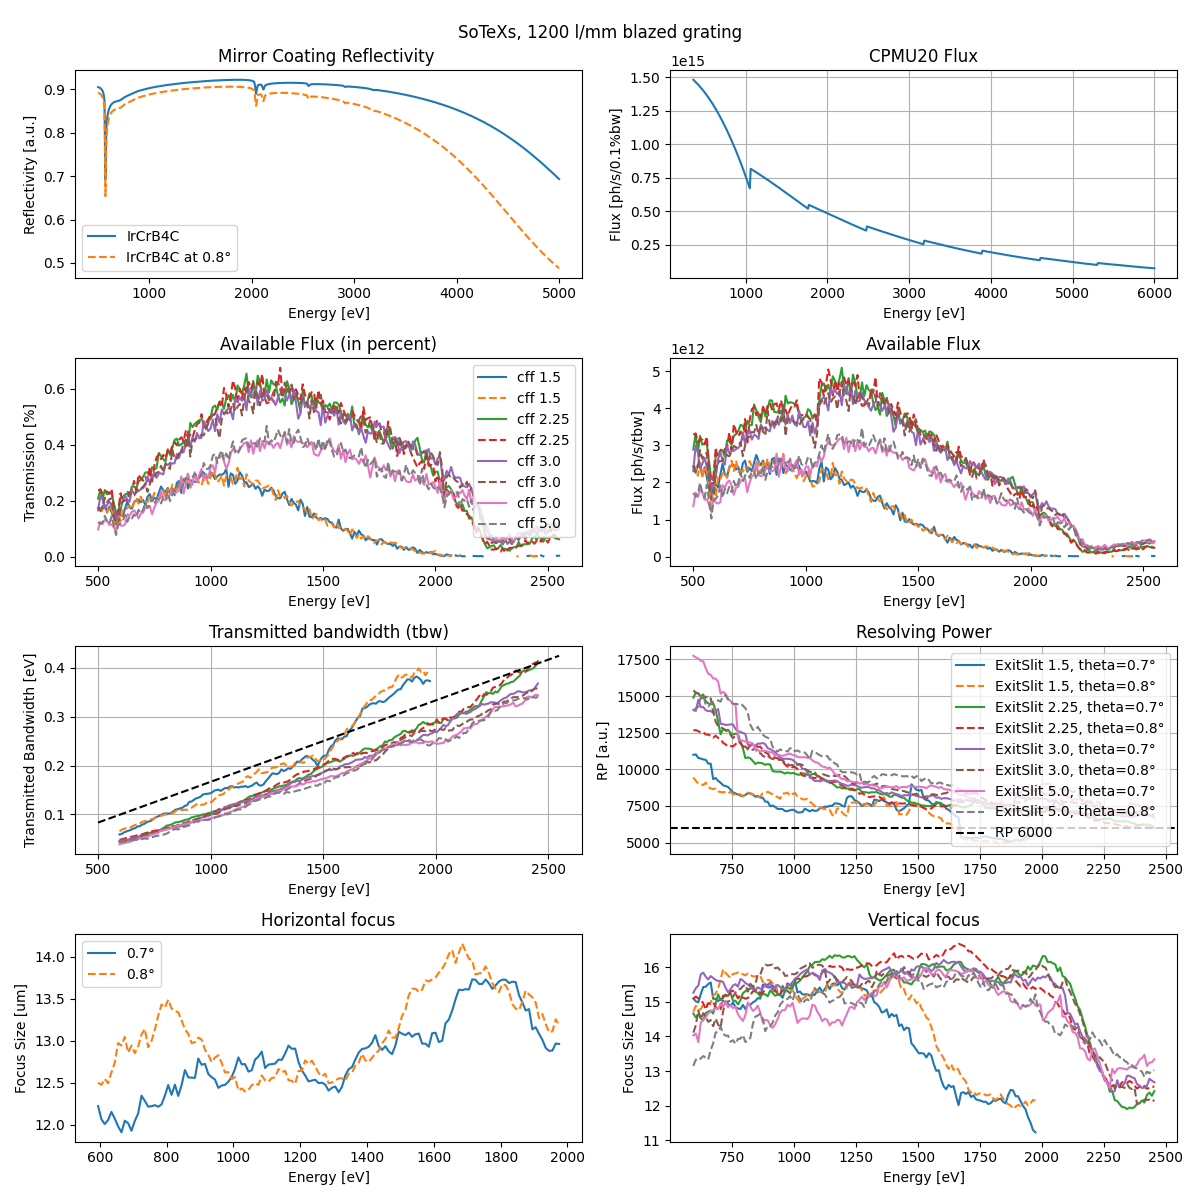 SoTeXs, 1200 l/mm blazed grating
Mirror Coating Reflectivity
Reflectivity [a.u.]
0.9
0.8
0.7
0.6
0.5
IrCrB4C
IrCrB4C at 0.8°
1000 2000 3000 4000 5000
Energy [eV]
CPMU20 Flux
1e15
Flux [ph/s/0.1%bw]
1.50
1.25
1.00
0.75
0.50
0.25
1000 2000 3000 4000 5000 6000
Energy [eV]
Available Flux (in percent)
Transmission [%]
0.6
0.4
0.2
0.0
cff 1.5
cff 1.5
cff 2.25
cff 2.25
cff 3.0
cff 3.0
cff 5.0
cff 5.0
500 1000 1500 2000 2500
Energy [eV]
Available Flux
1e12
Flux [ph/s/tbw]
5
4
3
2
1
0
500 1000 1500 2000 2500
Energy [eV]
Transmitted bandwidth (tbw)
Transmitted Bandwidth [eV]
0.4
0.3
0.2
0.1
500 1000 1500 2000 2500
Energy [eV]
Resolving Power
RP [a.u.]
17500
15000
12500
10000
7500
5000
ExitSlit 1.5, theta=0.7°
ExitSlit 1.5, theta=0.8°
ExitSlit 2.25, theta=0.7°
ExitSlit 2.25, theta=0.8°
ExitSlit 3.0, theta=0.7°
ExitSlit 3.0, theta=0.8°
ExitSlit 5.0, theta=0.7°
ExitSlit 5.0, theta=0.8°
RP 6000
750 1000 1250 1500 1750 2000 2250 2500
Energy [eV]
Horizontal focus
Focus Size [um]
14.0
13.5
13.0
12.5
12.0
0.7°
0.8°
600 800 1000 1200 1400 1600 1800 2000
Energy [eV]
Vertical focus
Focus Size [um]
16
15
14
13
12
11
750 1000 1250 1500 1750 2000 2250 2500
Energy [eV]